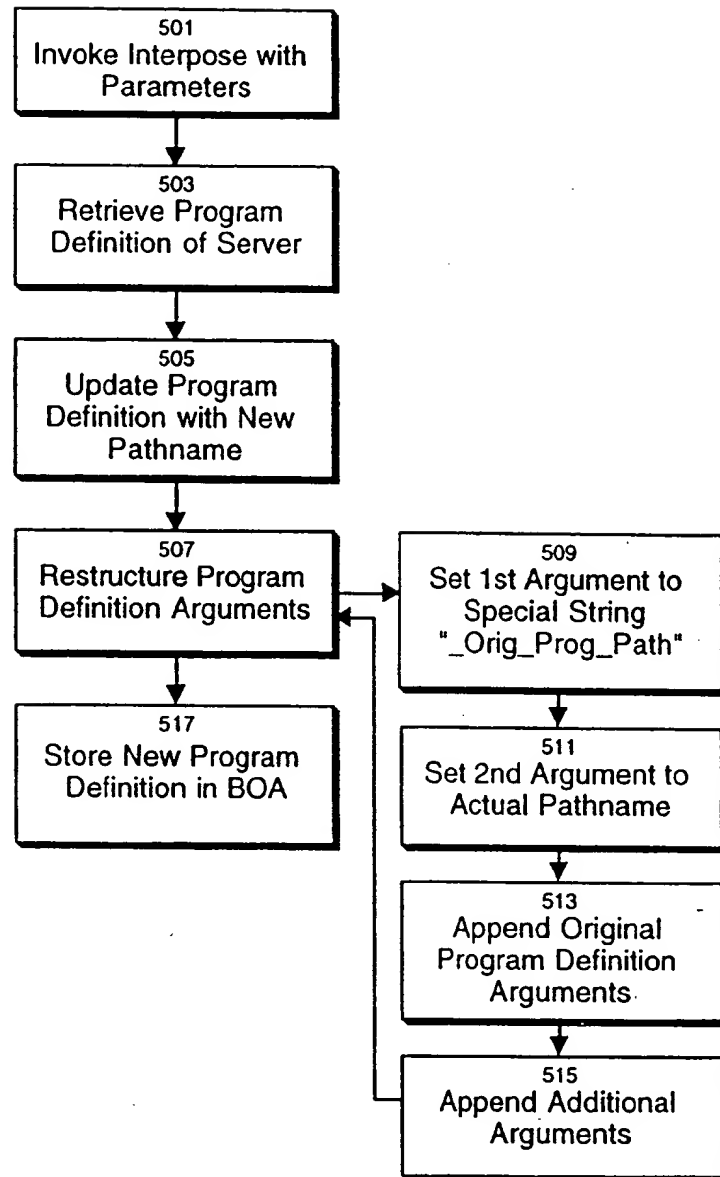 501
Invoke Interpose with
Parameters
503
Retrieve Program
Definition of Server
505
Update Program
Definition with New
Pathname
507
Restructure Program
Definition Arguments
517
Store New Program
Definition in BOA
509
Set 1st Argument to
Special String
"_Orig_Prog_Path"
511
Set 2nd Argument to
Actual Pathname
513
Append Original
Program Definition
Arguments
515
Append Additional
Arguments